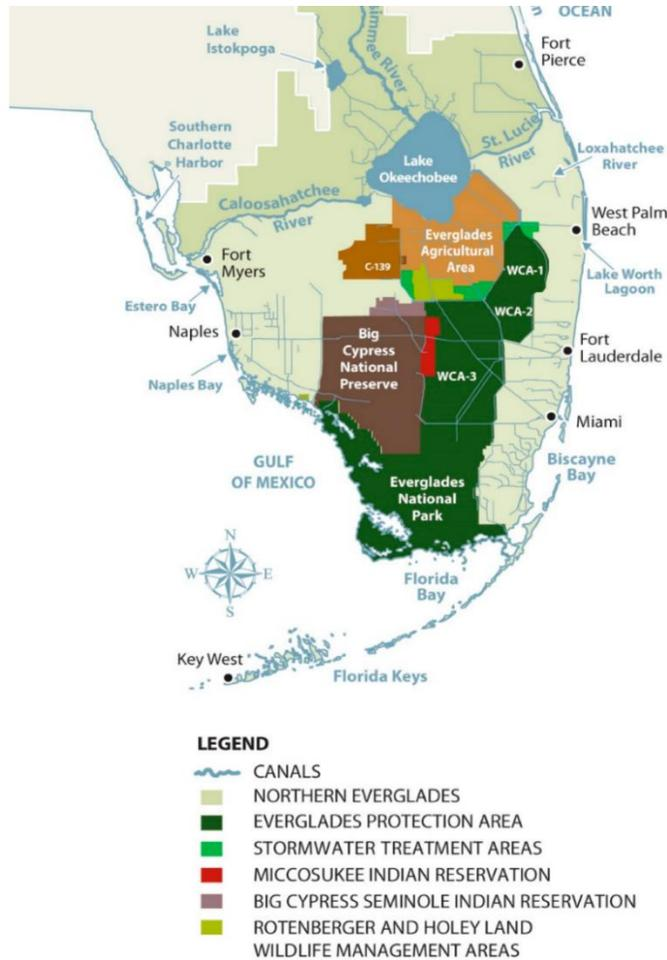 OCEAN
Lake
Istokpoga
Fort
Pierce
Southern
Charlotte
Harbor
St. Lucie
River
Loxahatchee
River
Lake
Okeechobee
Caloosahatchee
River
West Palm
Beach
Everglades
Agricultural
Area
Fort
Myers
C-139
WCA-1
Lake Worth
Lagoon
Estero Bay
WCA-2
Naples
Big
Cypress
National
Preserve
Fort
Lauderdale
Naples Bay
WCA-3
Miami
GULF
OF MEXICO
Biscayne
Bay
Everglades
National
Park
N
W
E
S
Florida
Bay
Key West
Florida Keys
LEGEND
CANALS
NORTHERN EVERGLADES
EVERGLADES PROTECTION AREA
STORMWATER TREATMENT AREAS
MICCOSUKEE INDIAN RESERVATION
BIG CYPRESS SEMINOLE INDIAN RESERVATION
ROTENBERGER AND HOLEY LAND
WILDLIFE MANAGEMENT AREAS